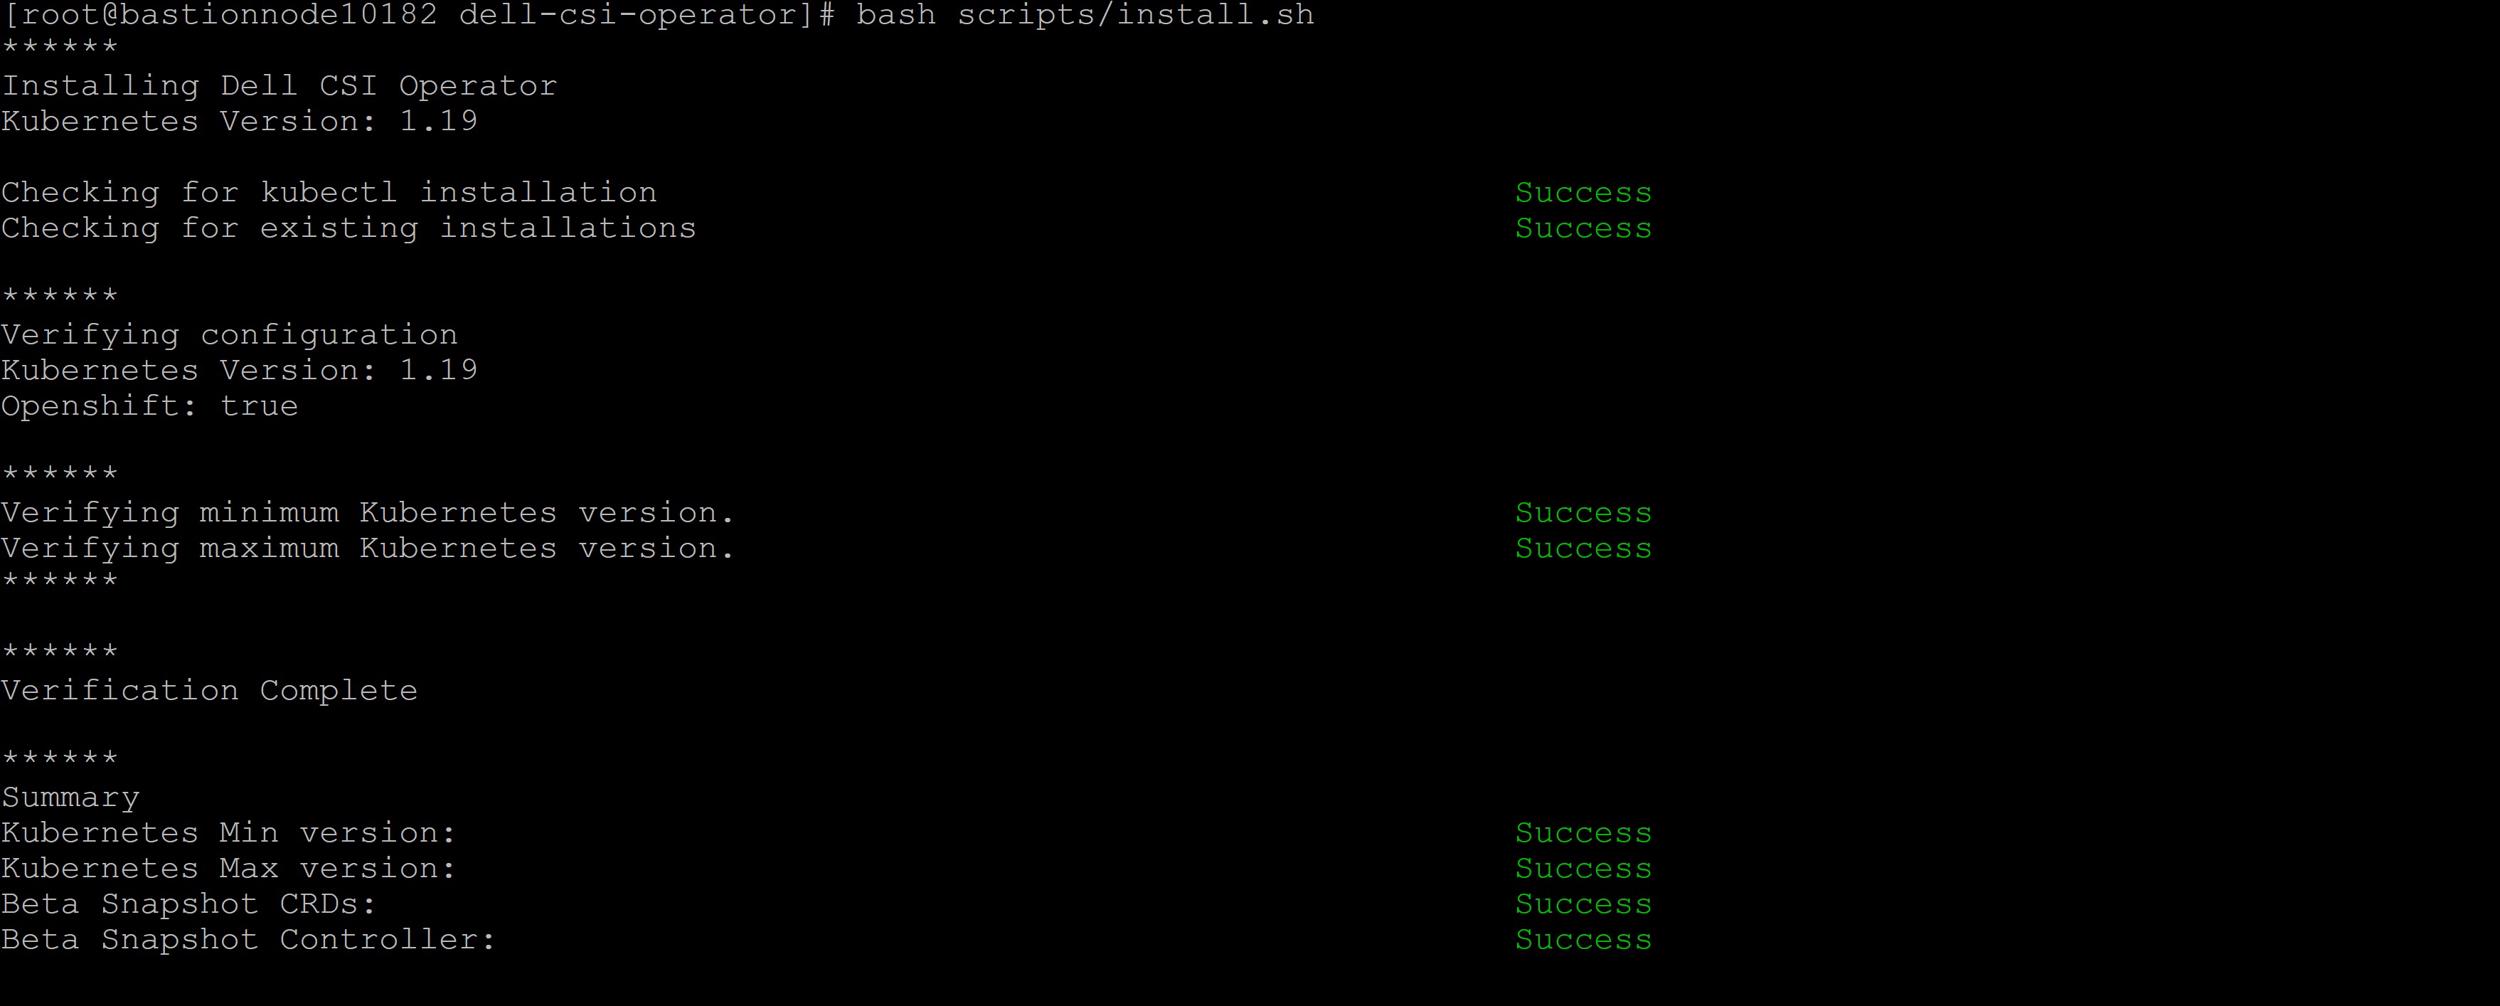 [root@bastionnode10182 dell-csi-operator]# bash scripts/install.sh
******
Installing Dell CSI Operator
Kubernetes Version: 1.19
Checking for kubectl installation Success
Checking for existing installations Success
******
Verifying configuration
Kubernetes Version: 1.19
Openshift: true
******
Verifying minimum Kubernetes version. Success
Verifying maximum Kubernetes version. Success
******
******
Verification Complete
******
Summary
Kubernetes Min version: Success
Kubernetes Max version: Success
Beta Snapshot CRDs: Success
Beta Snapshot Controller: Success